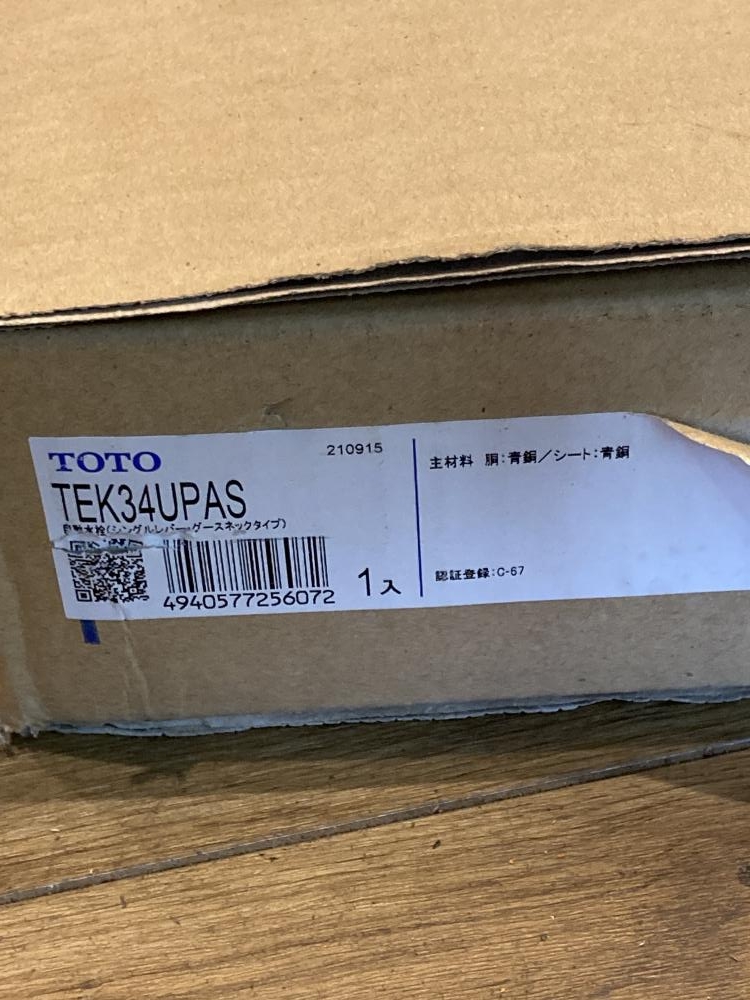 TOTO
210915
TEK34UPAS
自動水栓(シングルレバー・グースネックタイプ)
4940577256072
1入
主材料 胴:青銅/シート:青銅
認証登録:C-67